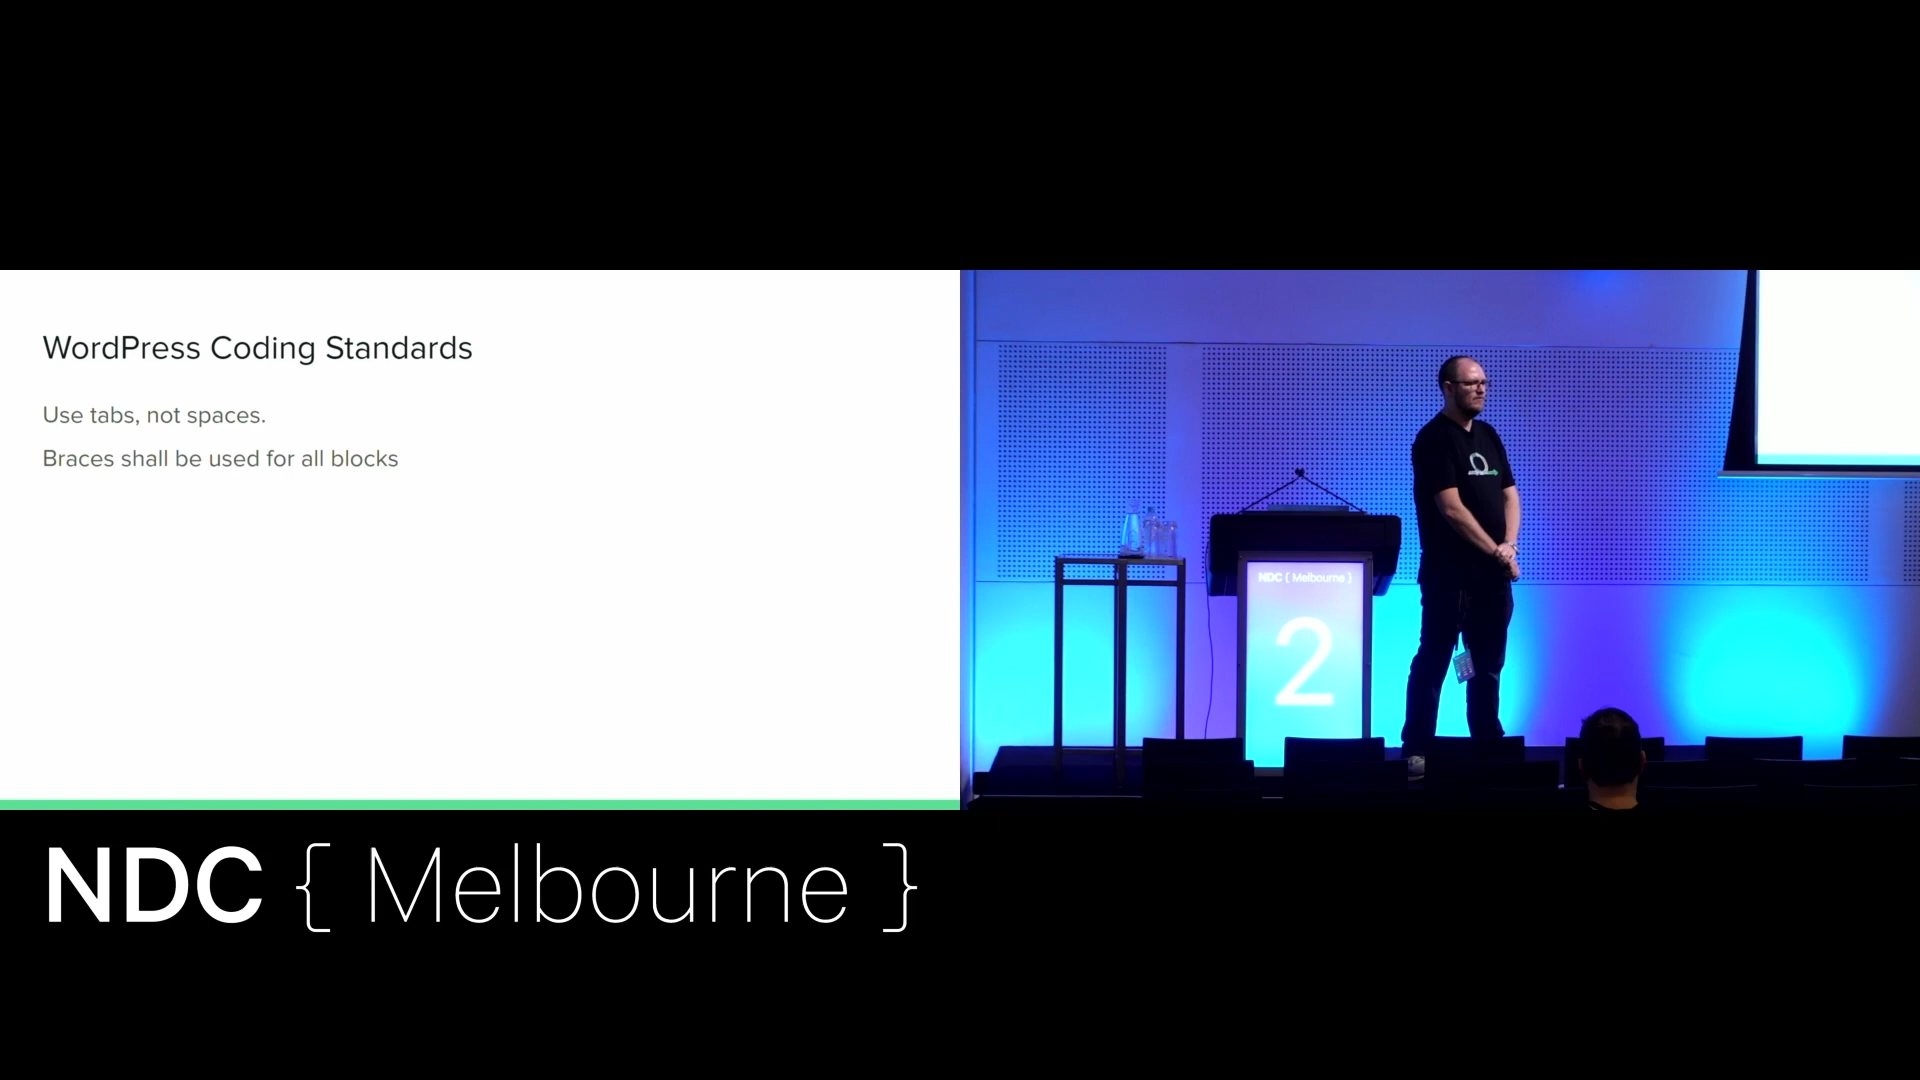 WordPress Coding Standards
Use tabs, not spaces.
Braces shall be used for all blocks
NDC { Melbourne }
2
NDC { Melbourne }